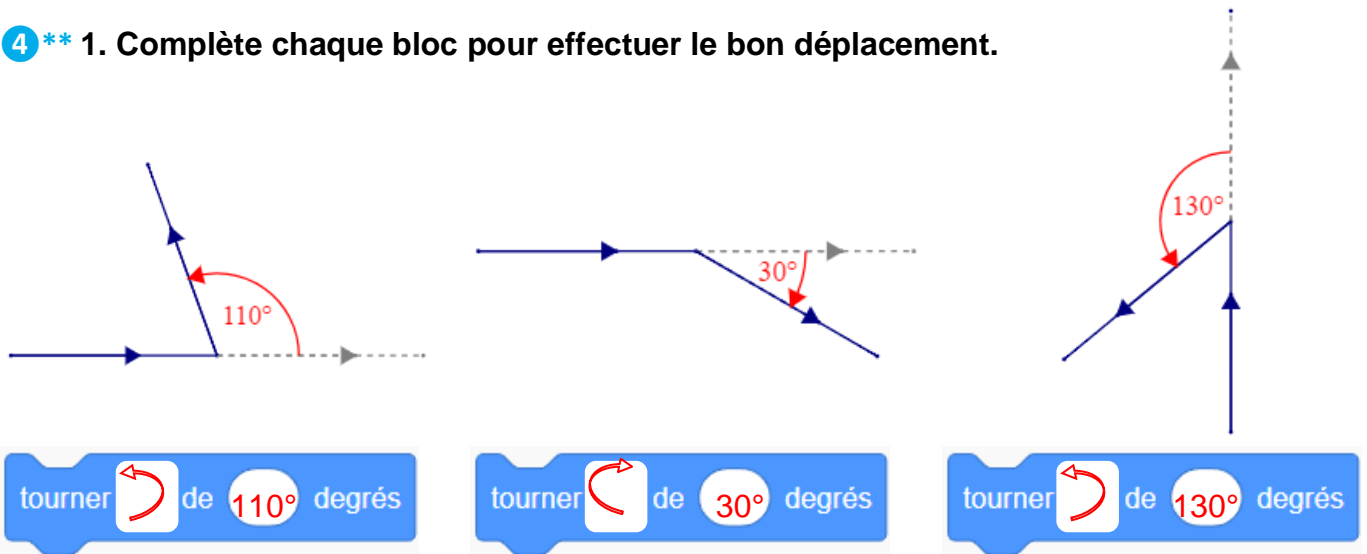 4 ** 1. Complète chaque bloc pour effectuer le bon déplacement.
110°
30°
130°
tourner de 110° degrés
tourner de 30° degrés
tourner de 130° degrés